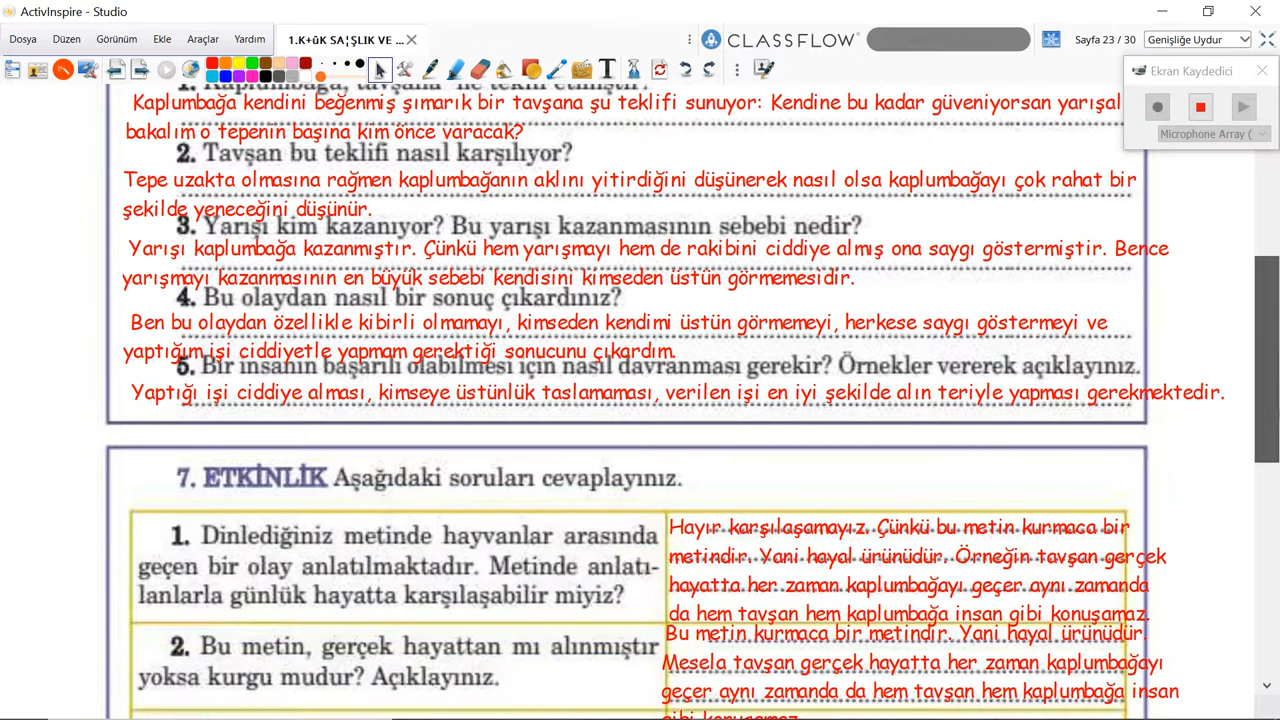 ActivInspire - Studio
Dosya Düzen Görünüm Ekle Araçlar Yardım
1.K+ûK SA¦ŞLIK VE ...
CLASSFLOW
Sayfa 23 / 30
Genişliğe Uydur
Ekran Kaydedici
Microphone Array (
1. Kaplumbağa, tavşana ne teklif etmiştir?
Kaplumbağa kendini beğenmiş şımarık bir tavşana şu teklifi sunuyor: Kendine bu kadar güveniyorsan yarışal
bakalım o tepenin başına kim önce varacak?
2. Tavşan bu teklifi nasıl karşılıyor?
Tepe uzakta olmasına rağmen kaplumbağanın aklını yitirdiğini düşünerek nasıl olsa kaplumbağayı çok rahat bir
şekilde yeneceğini düşünür.
3. Yarışı kim kazanıyor? Bu yarışı kazanmasının sebebi nedir?
Yarışı kaplumbağa kazanmıştır. Çünkü hem yarışmayı hem de rakibini ciddiye almış ona saygı göstermiştir. Bence
yarışmayı kazanmasının en büyük sebebi kendisini kimseden üstün görmemesidir.
4. Bu olaydan nasıl bir sonuç çıkardınız?
Ben bu olaydan özellikle kibirli olmamayı, kimseden kendimi üstün görmemeyi, herkese saygı göstermeyi ve
yaptığım işi ciddiyetle yapmam gerektiği sonucunu çıkardım.
5. Bir insanın başarılı olabilmesi için nasıl davranması gerekir? Örnekler vererek açıklayınız.
Yaptığı işi ciddiye alması, kimseye üstünlük taslamaması, verilen işi en iyi şekilde alın teriyle yapması gerekmektedir.
7. ETKİNLİK Aşağıdaki soruları cevaplayınız.
1. Dinlediğiniz metinde hayvanlar arasında
geçen bir olay anlatılmaktadır. Metinde anlatı-
lanlarla günlük hayatta karşılaşabilir miyiz?
Hayır karşılaşamayız. Çünkü bu metin kurmaca bir
metindir. Yani hayal ürünüdür. Örneğin tavşan gerçek
hayatta her zaman kaplumbağayı geçer aynı zamanda
da hem tavşan hem kaplumbağa insan gibi konuşamaz.
2. Bu metin, gerçek hayattan mı alınmıştır
yoksa kurgu mudur? Açıklayınız.
Bu metin kurmaca bir metindir. Yani hayal ürünüdür.
Mesela tavşan gerçek hayatta her zaman kaplumbağayı
geçer aynı zamanda da hem tavşan hem kaplumbağa insan
gibi konuşamaz